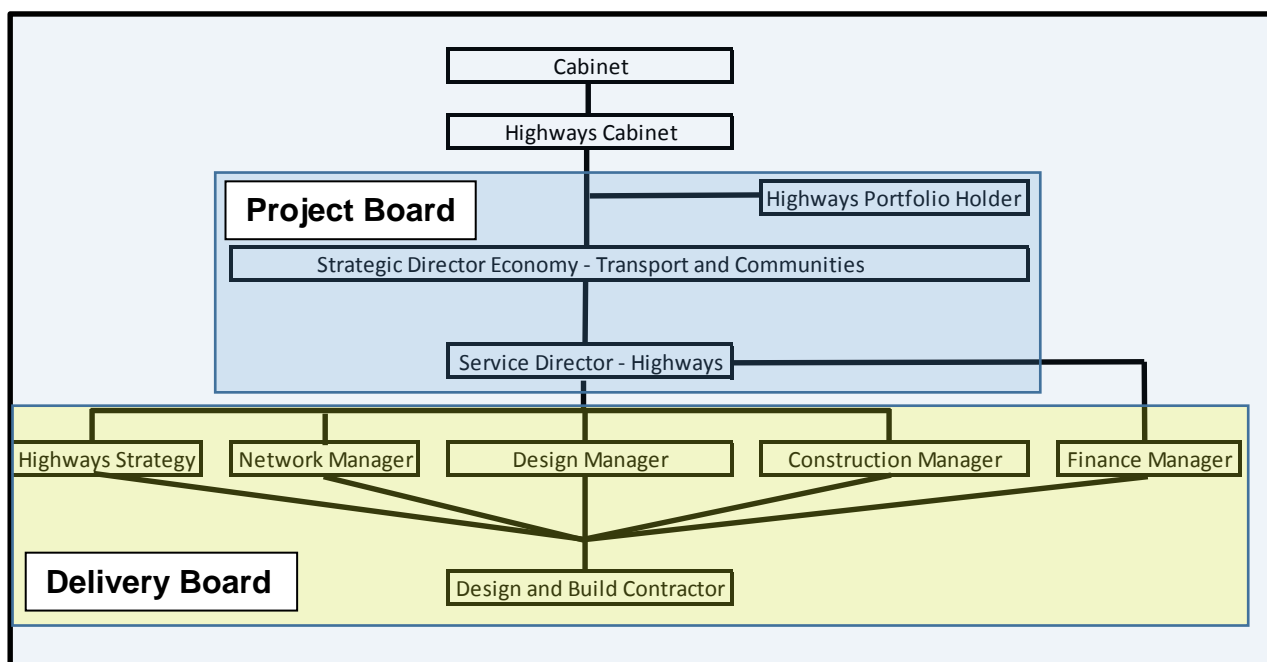 Cabinet
Highways Cabinet
Project Board
Highways Portfolio Holder
Strategic Director Economy - Transport and Communities
Service Director - Highways
Highways Strategy
Network Manager
Design Manager
Construction Manager
Finance Manager
Delivery Board
Design and Build Contractor